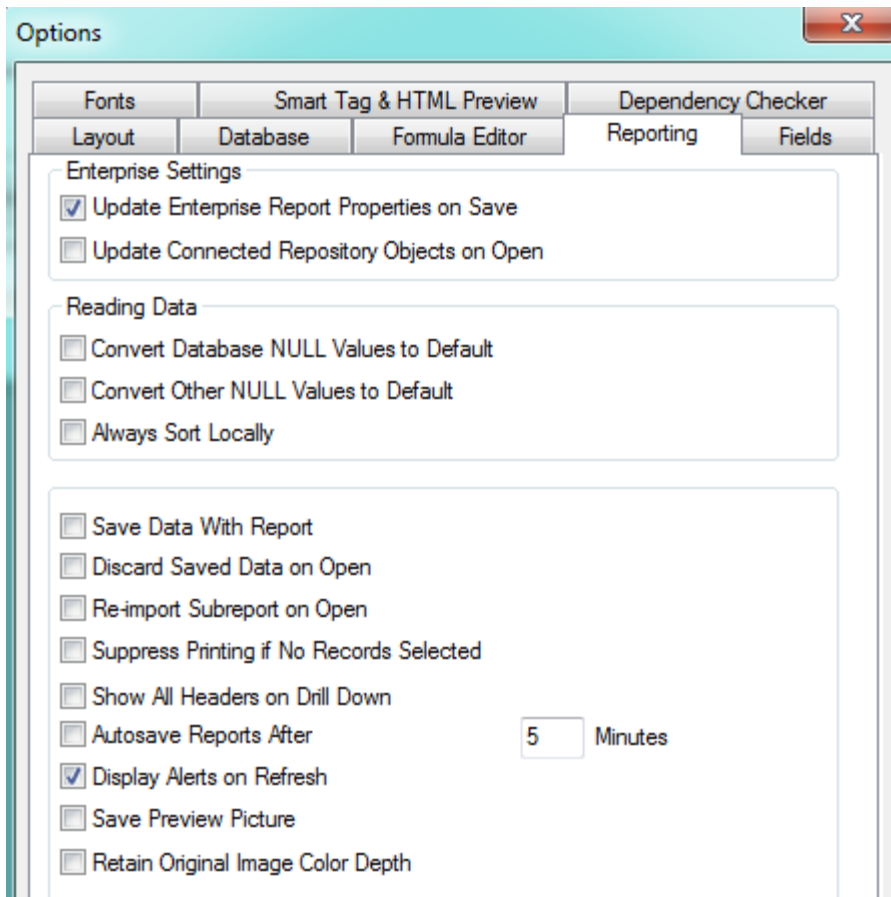 Options
Fonts Smart Tag & HTML Preview Dependency Checker
Layout Database Formula Editor Reporting Fields
Enterprise Settings
Update Enterprise Report Properties on Save
Update Connected Repository Objects on Open
Reading Data
Convert Database NULL Values to Default
Convert Other NULL Values to Default
Always Sort Locally
Save Data With Report
Discard Saved Data on Open
Re-import Subreport on Open
Suppress Printing if No Records Selected
Show All Headers on Drill Down
Autosave Reports After 5 Minutes
Display Alerts on Refresh
Save Preview Picture
Retain Original Image Color Depth